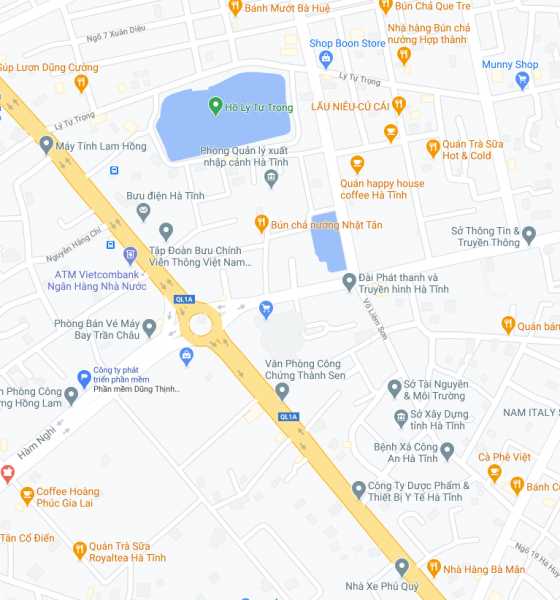 Bánh Mướt Bà Huệ
Bún Chả Que Tre
Ngõ 7 Xuân Diệu
Nhà hàng Bún chả
nướng Hợp thành
Shop Boon Store
Súp Lươn Dũng Cường
Munny Shop
Lý Tự Trọng
Hồ Lý Tự Trọng
LẨU NIÊU-CỦ CẢI
Lý Tự Trọng
Máy Tính Lam Hồng
Phòng Quản lý xuất
nhập cảnh Hà Tĩnh
Quán Trà Sữa
Hot & Cold
Quán happy house
coffee Hà Tĩnh
Bưu điện Hà Tĩnh
Bún chả nướng Nhật Tân
Nguyễn Hằng Chi
Tập Đoàn Bưu Chính
Viễn Thông Việt Nam...
Sở Thông Tin &
Truyền Thông
ATM Vietcombank -
Ngân Hàng Nhà Nước
Đài Phát thanh và
Truyền hình Hà Tĩnh
QL1A
Võ Liêm Sơn
Phòng Bán Vé Máy
Bay Trần Châu
Quán bán
Công ty phát
triển phần mềm
Phần mềm Dũng Thịnh...
Văn Phòng Công
Chứng Thành Sen
n Phòng Công
ứng Hồng Lam
Sở Tài Nguyên
& Môi Trường
QL1A
Sở Xây Dựng
tỉnh Hà Tĩnh
NAM ITALY S
Hàm Nghi
Bệnh Xá Công
An Hà Tĩnh
Cà Phê Việt
Coffee Hoàng
Phúc Gia Lai
Công Ty Dược Phẩm &
Thiết Bị Y Tế Hà Tĩnh
Bánh Cu
Tân Cổ Điển
Quán Trà Sữa
Royaltea Hà Tĩnh
Ngõ 19 Hà Huy
Nhà Hàng Bà Mân
Nhà Xe Phú Quý